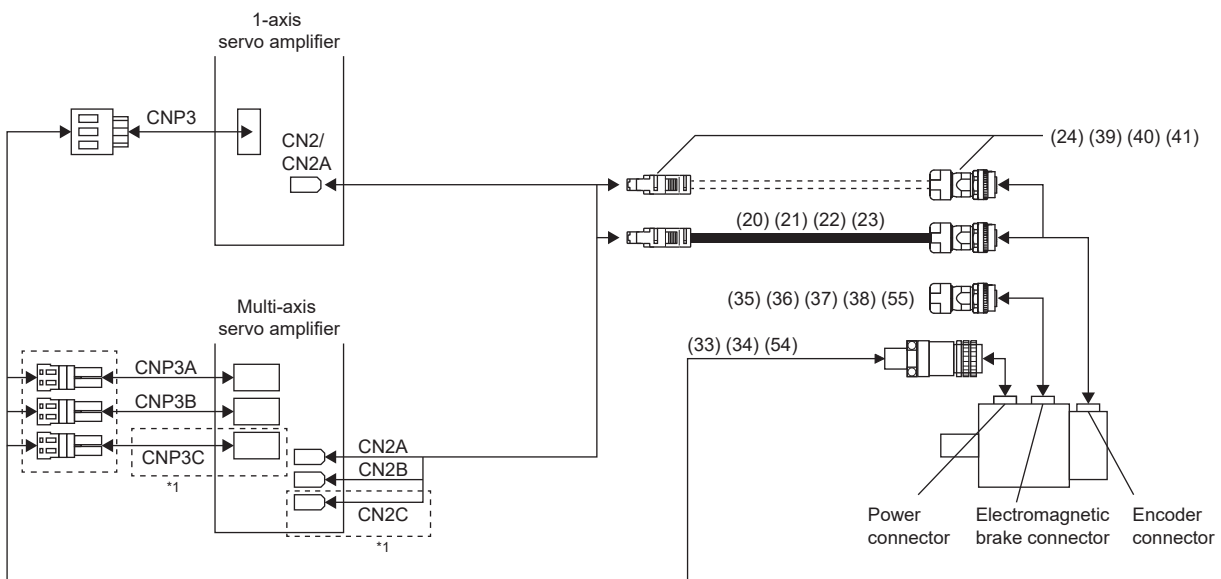 1-axis
servo amplifier
CNP3
CN2/
CN2A
(24) (39) (40) (41)
(20) (21) (22) (23)
(35) (36) (37) (38) (55)
(33) (34) (54)
Multi-axis
servo amplifier
CNP3A
CNP3B
CNP3C
*1
CN2A
CN2B
CN2C
*1
Power
connector
Electromagnetic
brake connector
Encoder
connector